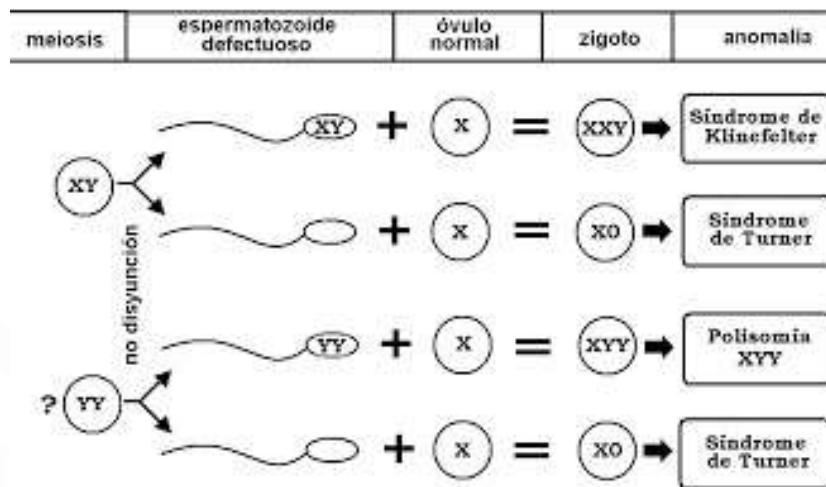 meiosis
espermatozoide
defectuoso
óvulo
normal
zigoto
anomalía
XY
no disyunción
XY + X = XXY
Síndrome de
Klinefelter
+ X = XO
Síndrome
de Turner
? YY
YY + X = XYY
Polisomía
XYY
+ X = XO
Síndrome
de Turner